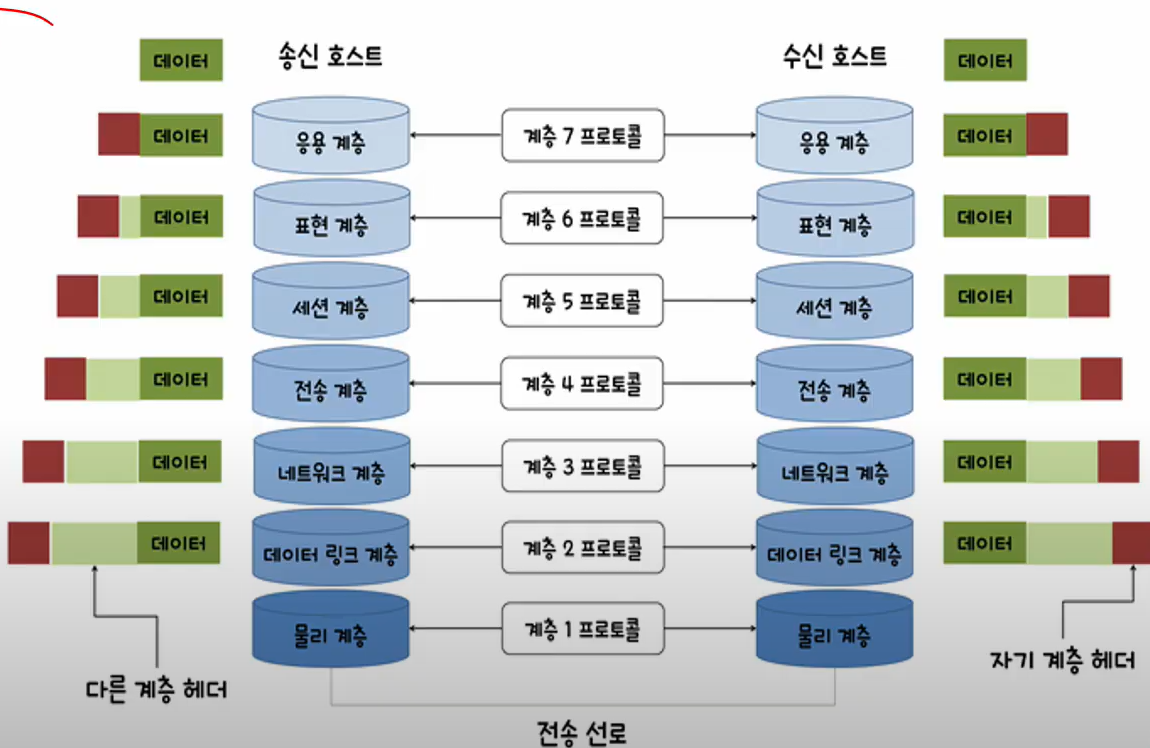 데이터 송신 호스트 수신 호스트 데이터
데이터 응용 계층 계층 7 프로토콜 응용 계층 데이터
데이터 표현 계층 계층 6 프로토콜 표현 계층 데이터
데이터 세션 계층 계층 5 프로토콜 세션 계층 데이터
데이터 전송 계층 계층 4 프로토콜 전송 계층 데이터
데이터 네트워크 계층 계층 3 프로토콜 네트워크 계층 데이터
데이터 데이터 링크 계층 계층 2 프로토콜 데이터 링크 계층 데이터
물리 계층 계층 1 프로토콜 물리 계층
다른 계층 헤더 자기 계층 헤더
전송 선로